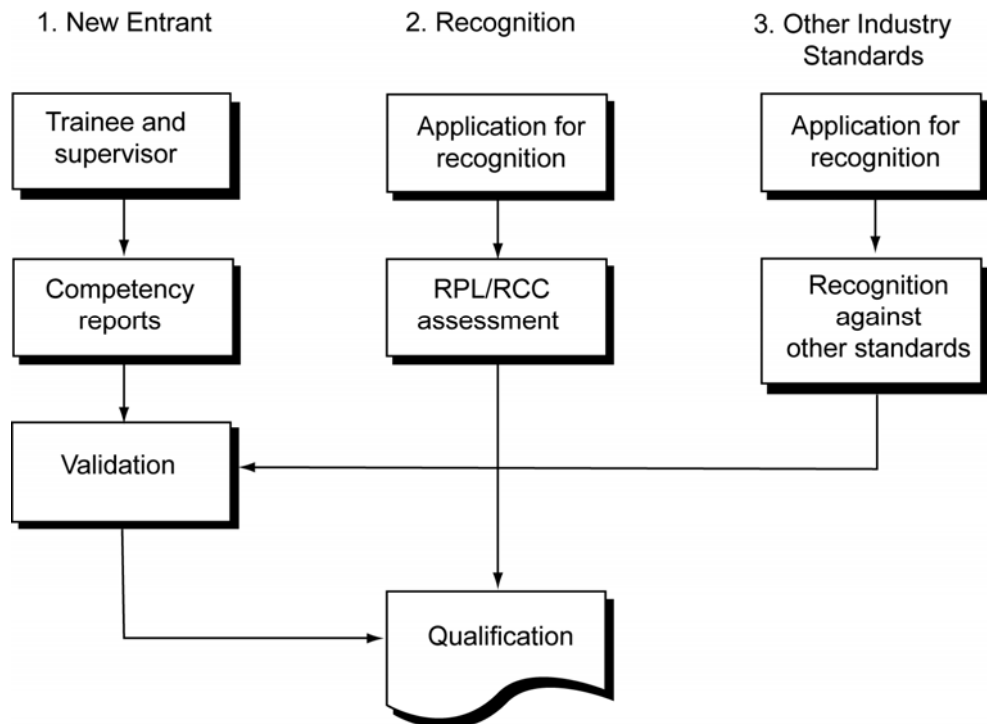 1. New Entrant
2. Recognition
3. Other Industry
Standards
Trainee and
supervisor
Application for
recognition
Application for
recognition
Competency
reports
RPL/RCC
assessment
Recognition
against
other standards
Validation
Qualification